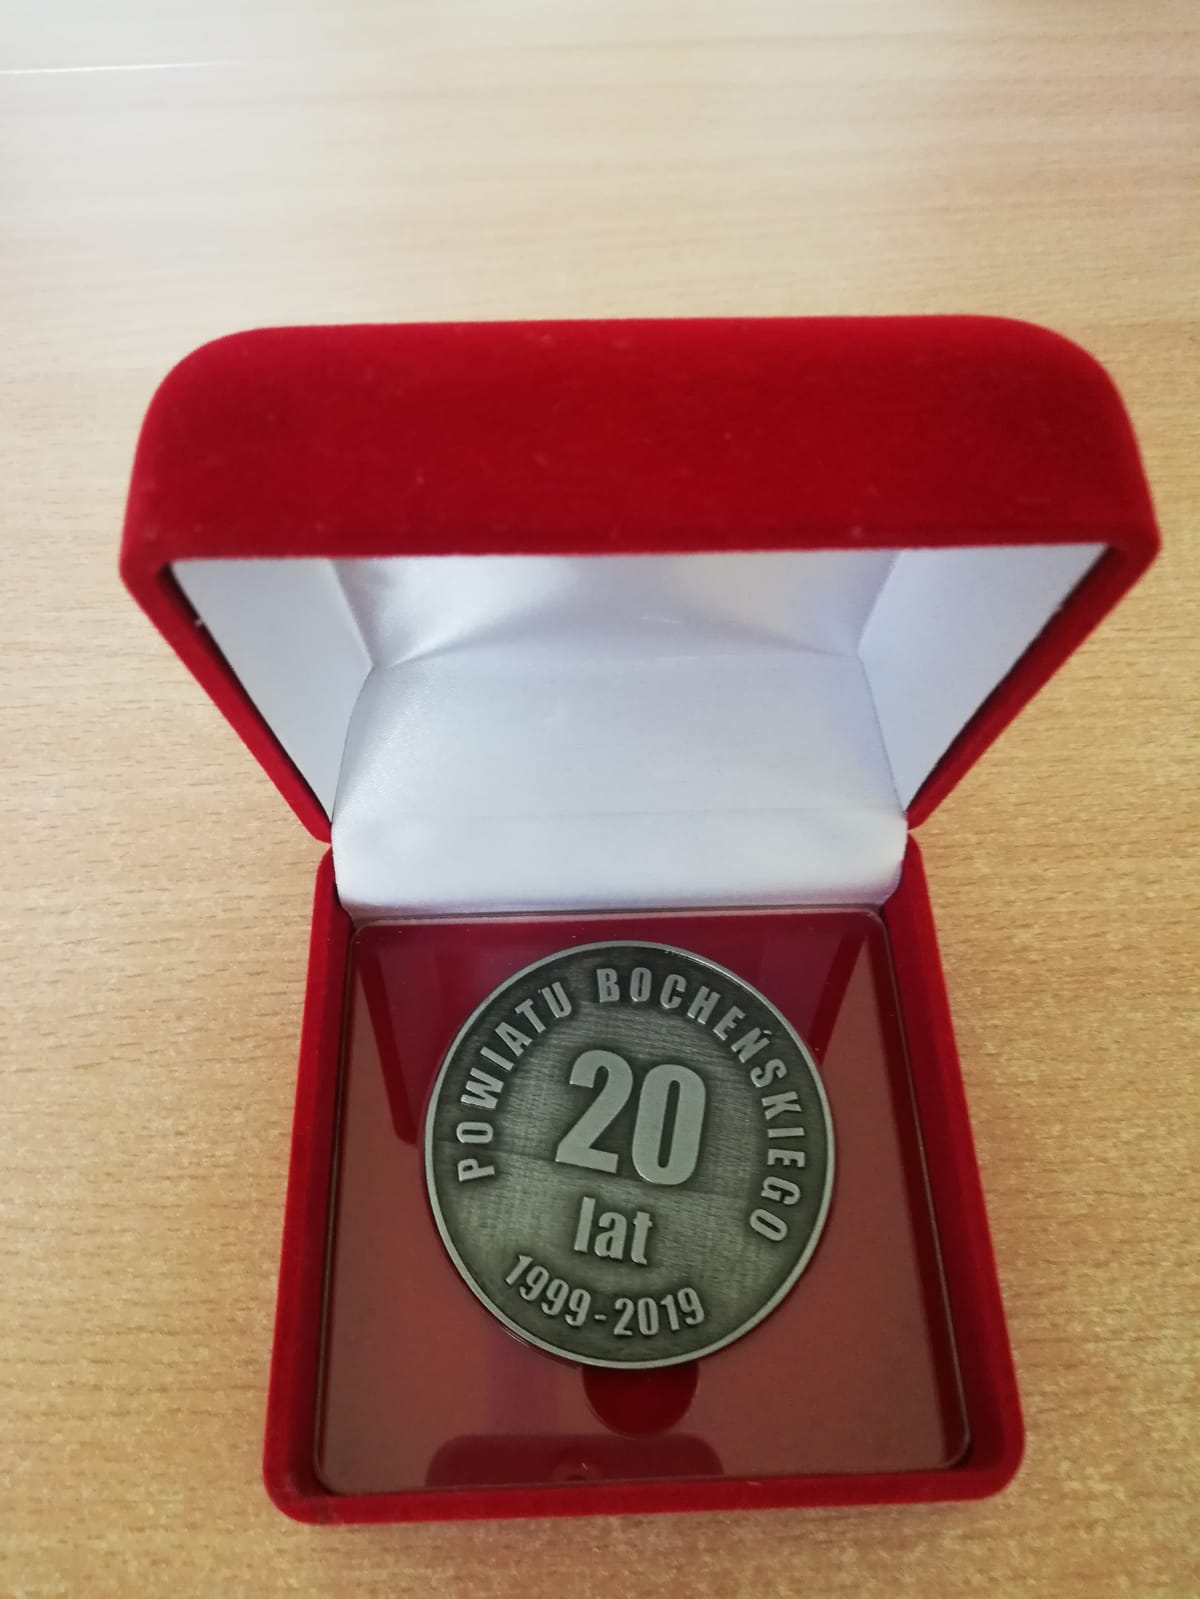 POWIATU BOCHEŃSKIEGO
20
lat
1999-2019